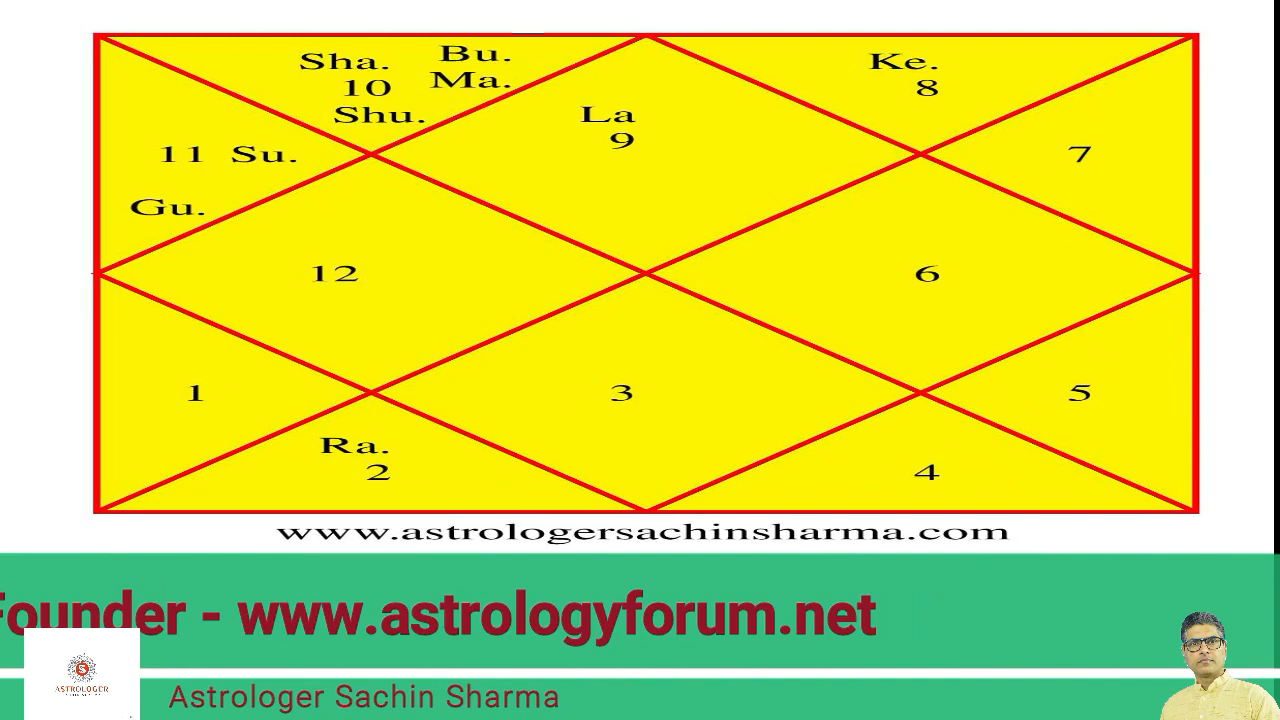 Sha. Bu.
10 Ma.
Shu.
Ke.
8
La
9
11 Su.
7
Gu.
12
6
1
3
5
Ra.
2
4
www.astrologersachinsharma.com
Founder - www.astrologyforum.net
ASTROLOGER
Astrologer Sachin Sharma